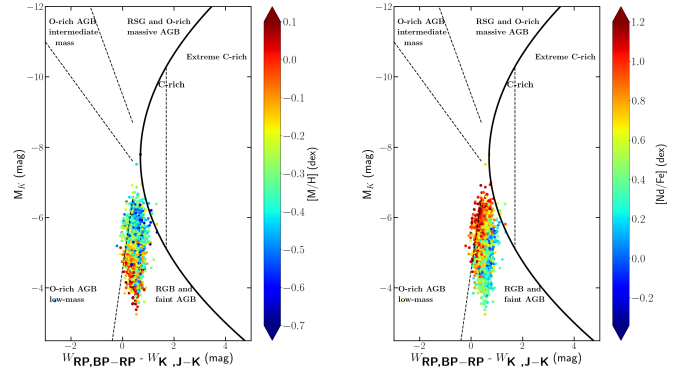 O-rich AGB
intermediate
mass
RSG and O-rich
massive AGB
Extreme C-rich
C-rich
O-rich AGB
low-mass
RGB and
faint AGB
−12
−10
−8
−6
−4
M_K (mag)
−2 0 2 4
W_RP,BP−RP - W_K ,J−K (mag)
0.1
0.0
−0.1
−0.2
−0.3
−0.4
−0.5
−0.6
−0.7
[M/H] (dex)
O-rich AGB
intermediate
mass
RSG and O-rich
massive AGB
Extreme C-rich
C-rich
O-rich AGB
low-mass
RGB and
faint AGB
−12
−10
−8
−6
−4
M_K (mag)
−2 0 2 4
W_RP,BP−RP - W_K ,J−K (mag)
1.2
1.0
0.8
0.6
0.4
0.2
0.0
−0.2
[Nd/Fe] (dex)